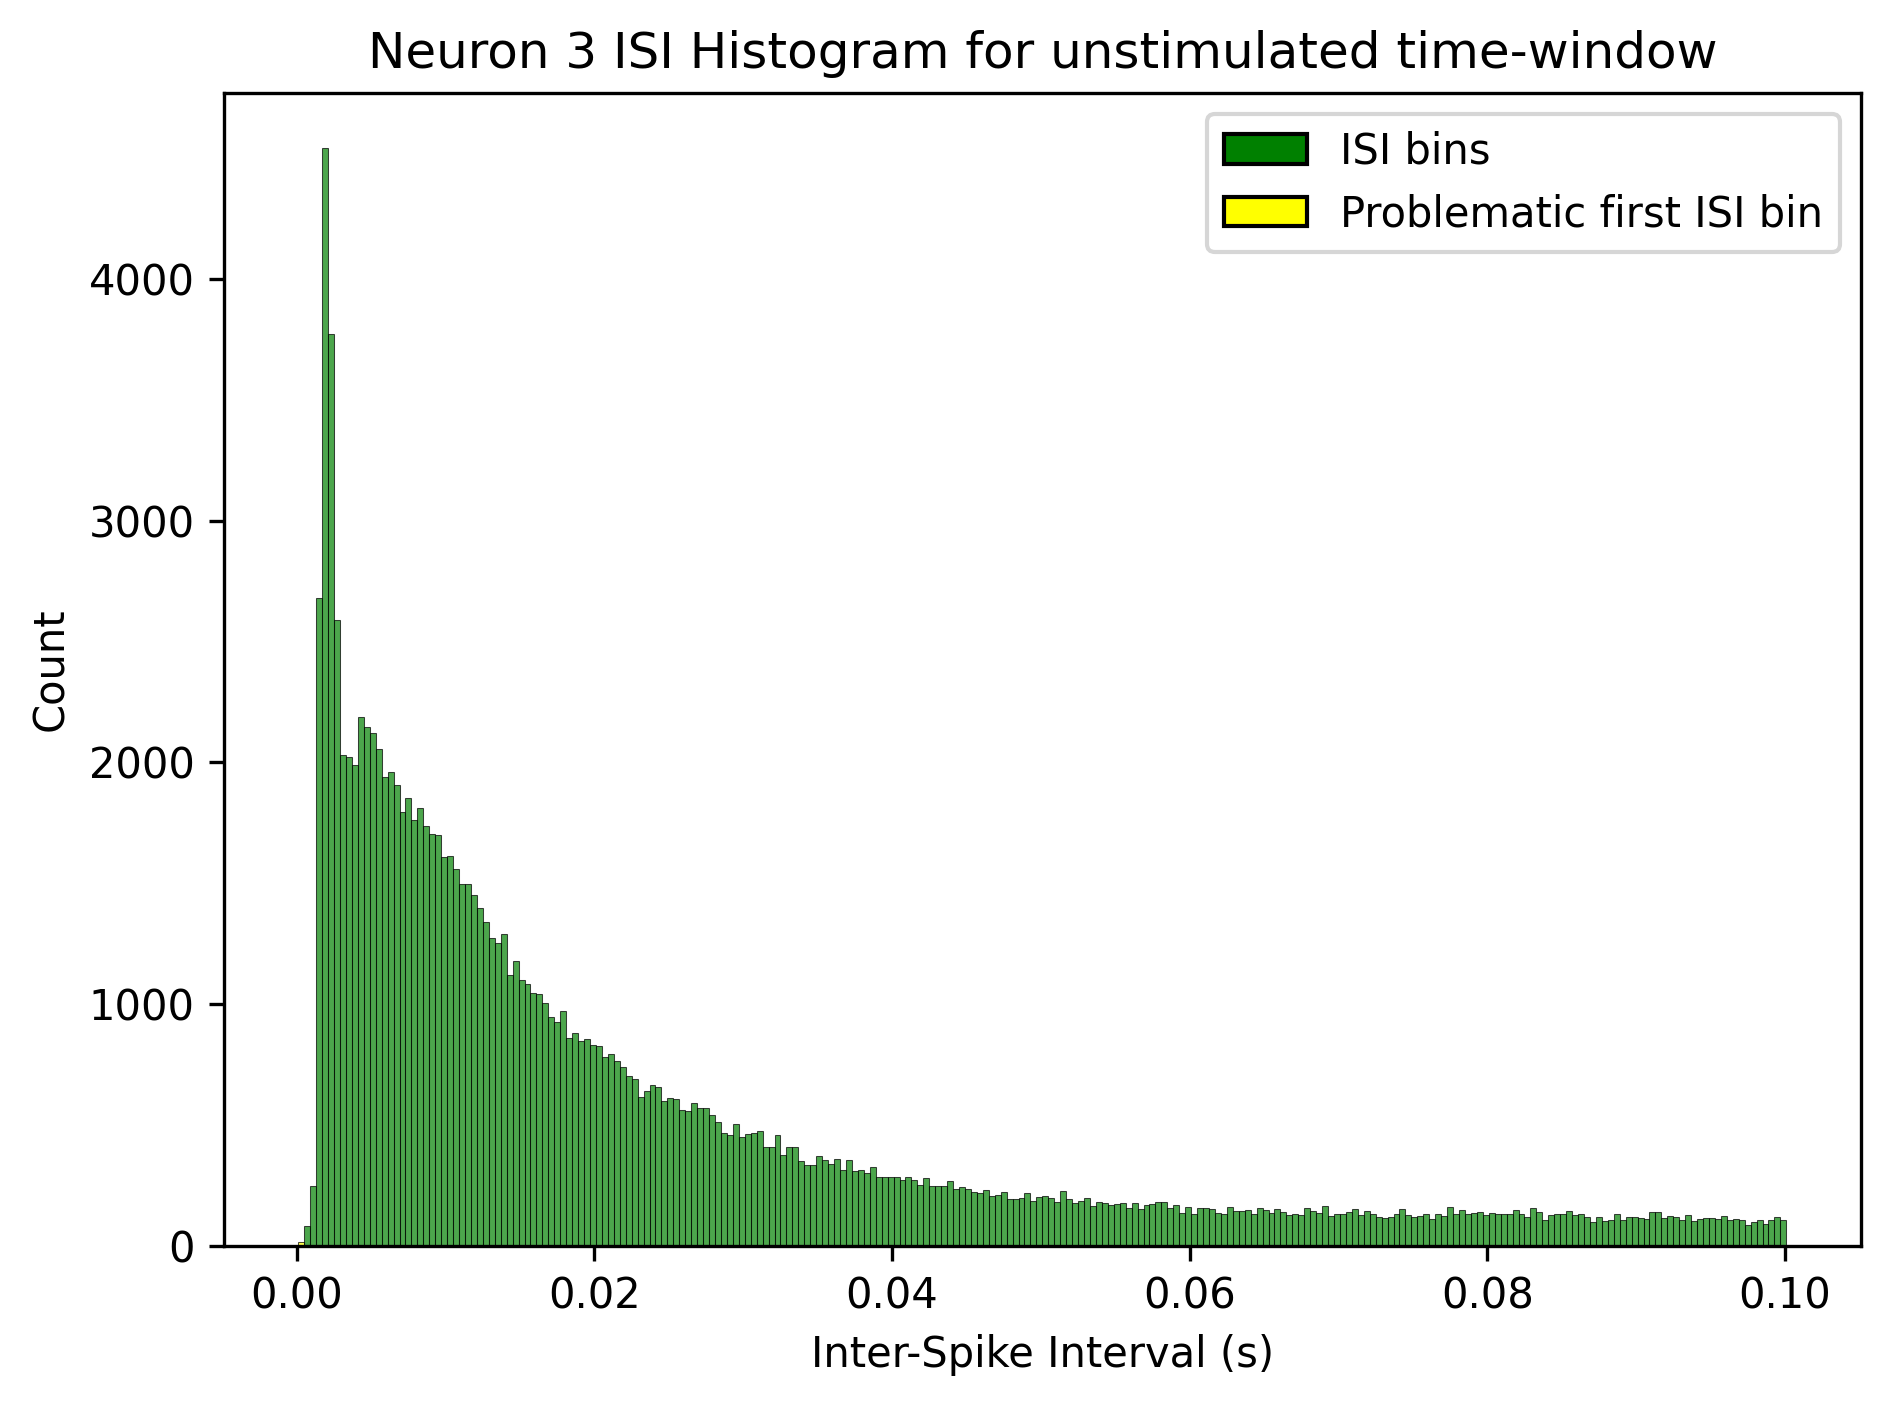 Neuron 3 ISI Histogram for unstimulated time-window
ISI bins
Problematic first ISI bin
4000
3000
2000
1000
0
Count
0.00 0.02 0.04 0.06 0.08 0.10
Inter-Spike Interval (s)